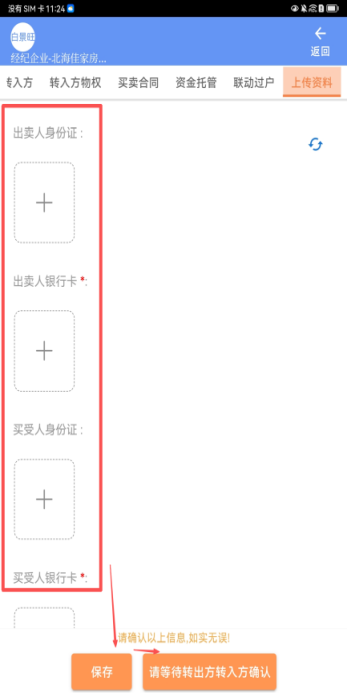 没有 SIM 卡 11:24
白景旺
返回
经纪企业-北海佳家房...
转入方 转入方物权 买卖合同 资金托管 联动过户 上传资料
出卖人身份证 :
出卖人银行卡 *:
买受人身份证 :
买受人银行卡 *:
请确认以上信息,如实无误!
保存 请等待转出方转入方确认